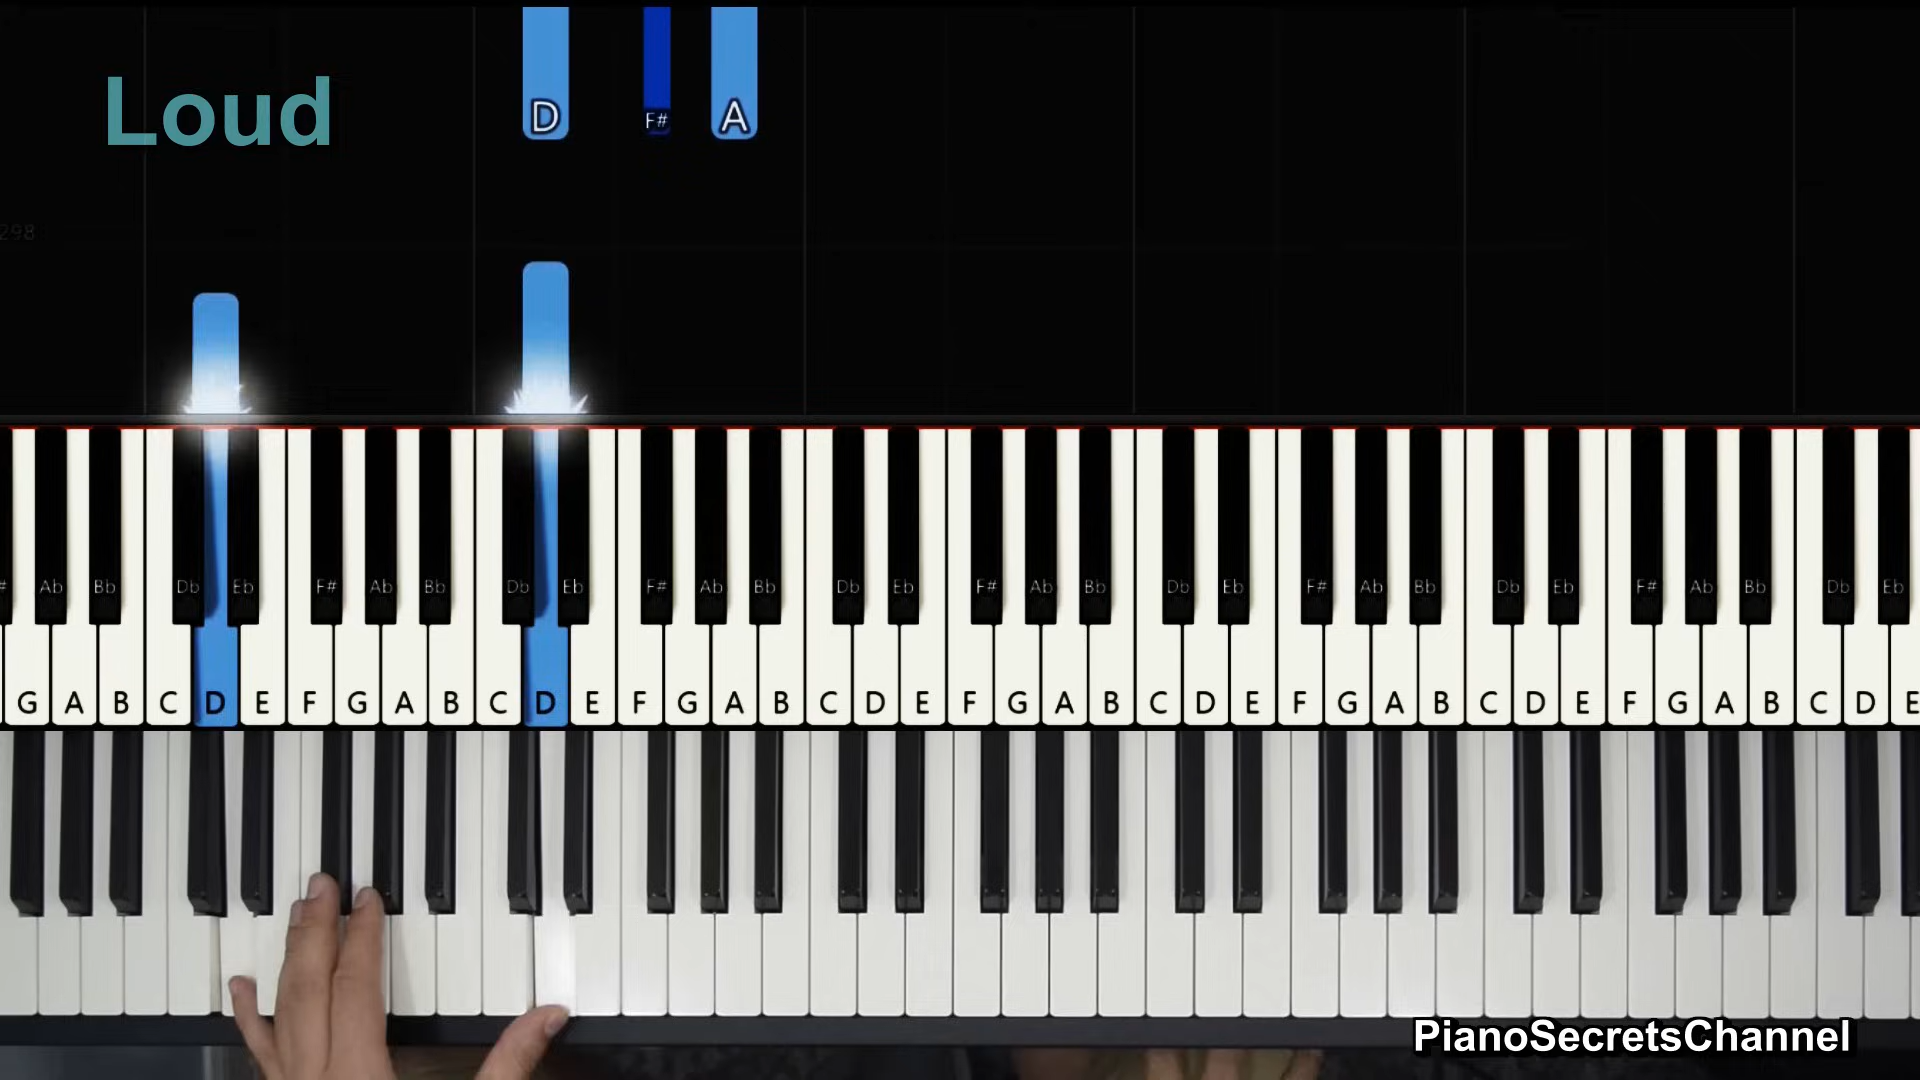 Loud
D F# A
298
# Ab Bb Db Eb F# Ab Bb Db Eb F# Ab Bb Db Eb F# Ab Bb Db Eb F# Ab Bb Db Eb F# Ab Bb Db Eb
G A B C D E F G A B C D E F G A B C D E F G A B C D E F G A B C D E F G A B C D E
PianoSecretsChannel